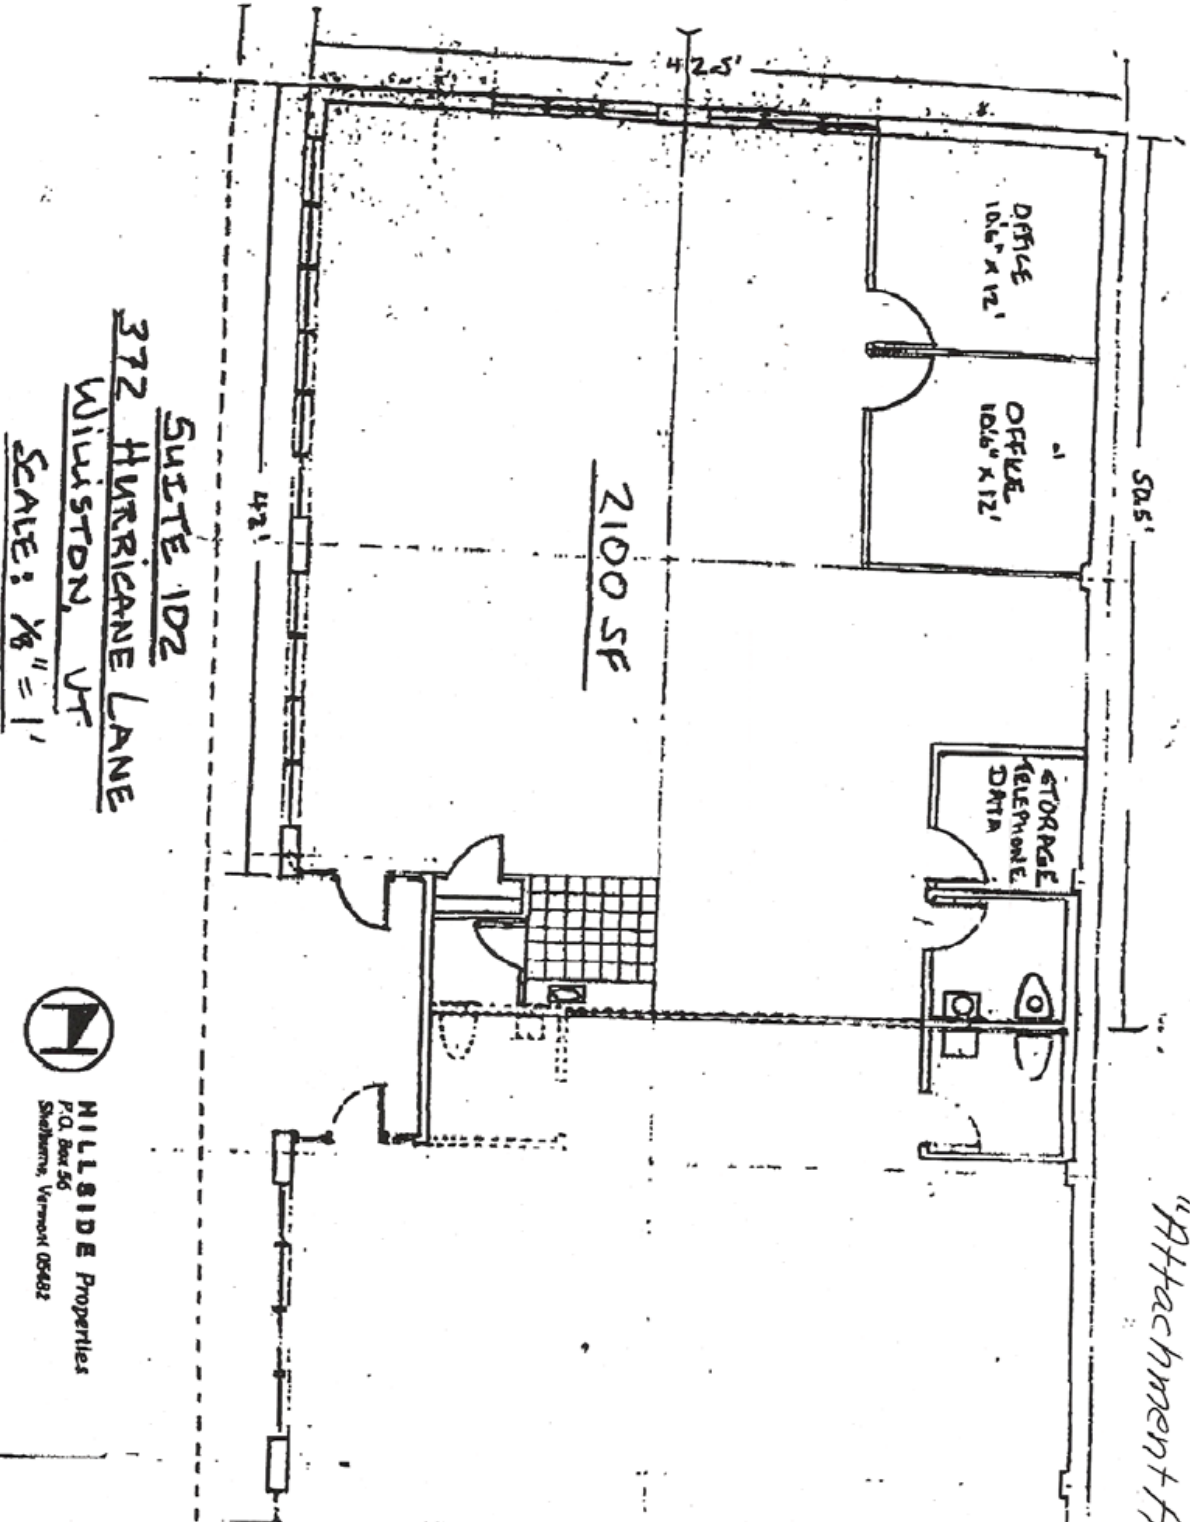 "Attachment A
50.5'
42.5'
OFFICE
10'6" x 12'
OFFICE
10'6" x 12'
STORAGE
TELEPHONE
DATA
2100 SF
42'
SUITE 102
372 HURRICANE LANE
WILLISTON, VT
SCALE: 1/8" = 1'
HILLSIDE Properties
P.O. Box 56
Shelburne, Vermont 05482